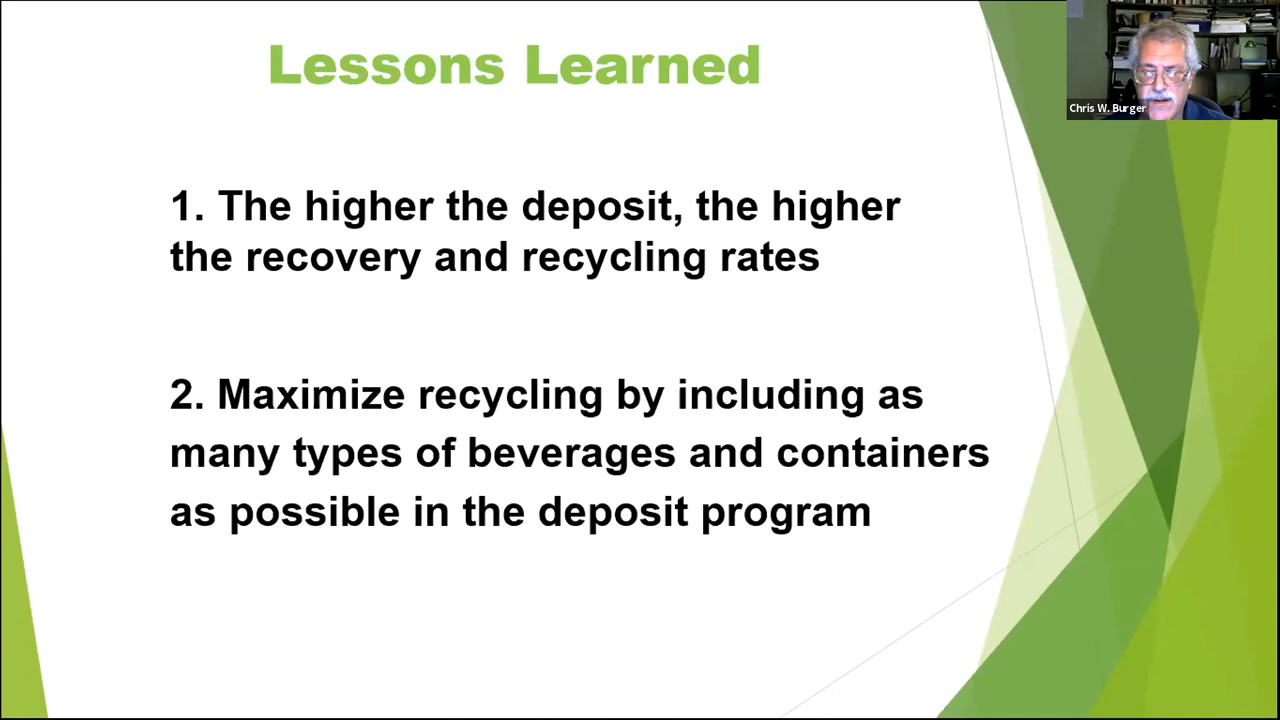 Lessons Learned
Chris W. Burger
1. The higher the deposit, the higher
the recovery and recycling rates
2. Maximize recycling by including as
many types of beverages and containers
as possible in the deposit program